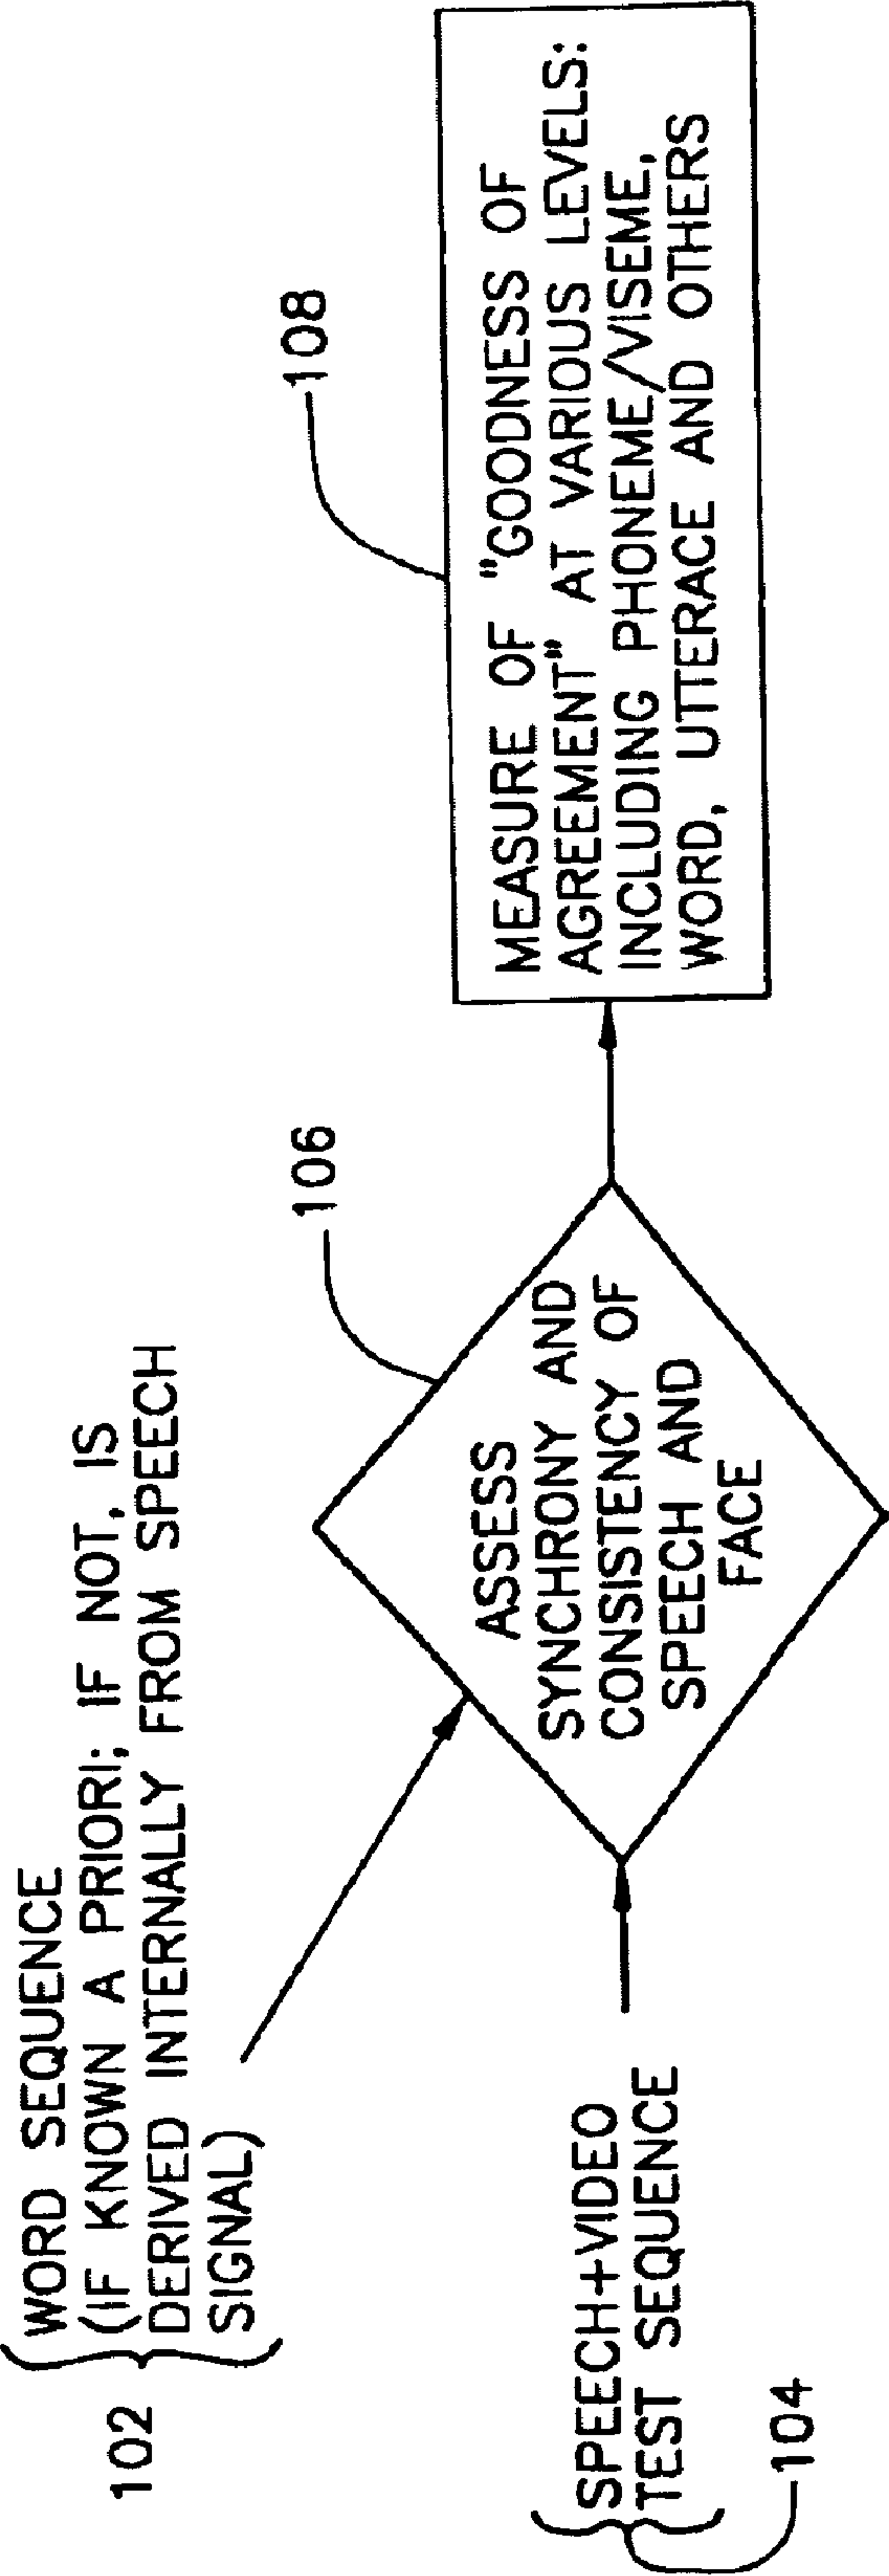 102
WORD SEQUENCE
(IF KNOWN A PRIORI; IF NOT, IS
DERIVED INTERNALLY FROM SPEECH
SIGNAL)
SPEECH+VIDEO
TEST SEQUENCE
104
106
ASSESS
SYNCHRONY AND
CONSISTENCY OF
SPEECH AND
FACE
108
MEASURE OF "GOODNESS OF
AGREEMENT" AT VARIOUS LEVELS:
INCLUDING PHONEME/VISEME,
WORD, UTTERACE AND OTHERS